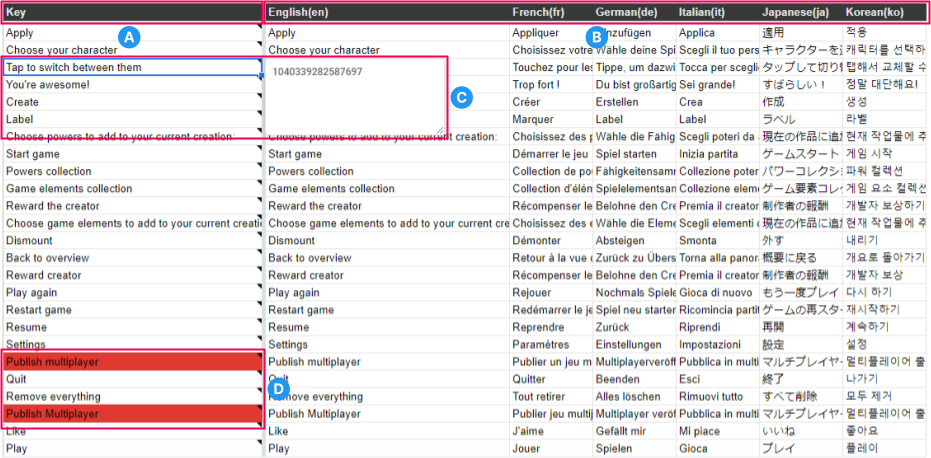 Key English(en) French(fr) German(de) Italian(it) Japanese(ja) Korean(ko)
A B
Apply Apply Appliquer inzufügen Applica 適用 적용
Choose your character Choose your character Choisissez votre Wähle deine Spi Scegli il tuo pers キャラクターを 캐릭터를 선택하
Tap to switch between them Touchez pour les Tippe, um dazwi Tocca per scegli タップして切り 탭해서 교체할 수
1040339282587697
You're awesome! Trop fort ! Du bist großartig Sei grande! すばらしい！ 정말 대단해요!
C
Create Créer Erstellen Crea 作成 생성
Label Marquer Label Label ラベル 라벨
Choose powers to add to your current creation: Choose powers to add to your current creation: Choisissez des p Wähle die Fähig Scegli poteri da 現在の作品に追 현재 작업물에 추
Start game Start game Démarrer le jeu Spiel starten Inizia partita ゲームスタート 게임 시작
Powers collection Powers collection Collection de po Fähigkeitensamm Collezione poter パワーコレクシ 파워 컬렉션
Game elements collection Game elements collection Collection d'élén Spielelementsan Collezione elem ゲーム要素コレ 게임 요소 컬렉션
Reward the creator Reward the creator Récompenser le Belohne den Cre Premia il creator 制作者の報酬 개발자 보상하기
Choose game elements to add to your current creati Choose game elements to add to your current creation: Choisissez des e Wähle die Eleme Scegli elementi d 現在の作品に追 현재 작업물에 추
Dismount Dismount Démonter Absteigen Smonta 外す 내리기
Back to overview Back to overview Retour à la vue Zurück zu Übers Torna alla panor 概要に戻る 개요로 돌아가기
Reward creator Reward creator Récompenser le Belohne den Cre Premia il creator 制作者の報酬 개발자 보상
Play again Play again Rejouer Nochmals Spiele Gioca di nuovo もう一度プレイ 다시 하기
Restart game Restart game Redémarrer le je Spiel neu starter Ricomincia partit ゲームの再スター 재시작하기
Resume Resume Reprendre Zurück Riprendi 再開 계속하기
Settings Settings Paramètres Einstellungen Impostazioni 設定 설정
Publish multiplayer Publish multiplayer Publier un jeu m Multiplayerveröff Pubblica in multi マルチプレイヤー 멀티플레이어 출
Quit Quit Quitter Beenden Esci 終了 나가기
D
Remove everything Remove everything Tout retirer Alles löschen Rimuovi tutto すべて削除 모두 제거
Publish Multiplayer Publish Multiplayer Publier jeu multij Multiplayer veröf Pubblica in multi マルチプレイヤー 멀티플레이어 출
Like Like J'aime Gefällt mir Mi piace いいね 좋아요
Play Play Jouer Spielen Gioca プレイ 플레이